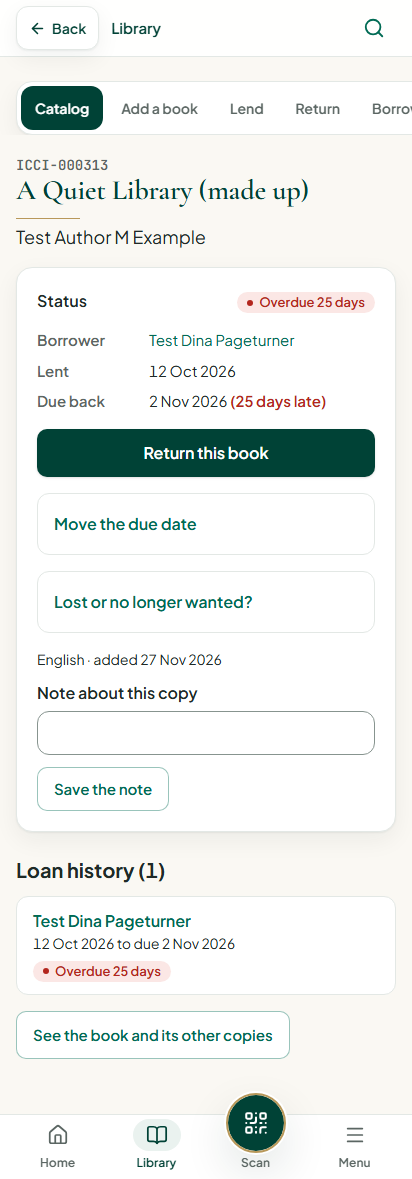 Back Library
Catalog Add a book Lend Return Borrow
ICCI-000313
A Quiet Library (made up)
Test Author M Example
Status Overdue 25 days
Borrower Test Dina Pageturner
Lent 12 Oct 2026
Due back 2 Nov 2026 (25 days late)
Return this book
Move the due date
Lost or no longer wanted?
English · added 27 Nov 2026
Note about this copy
Save the note
Loan history (1)
Test Dina Pageturner
12 Oct 2026 to due 2 Nov 2026
Overdue 25 days
See the book and its other copies
Home Library Scan Menu